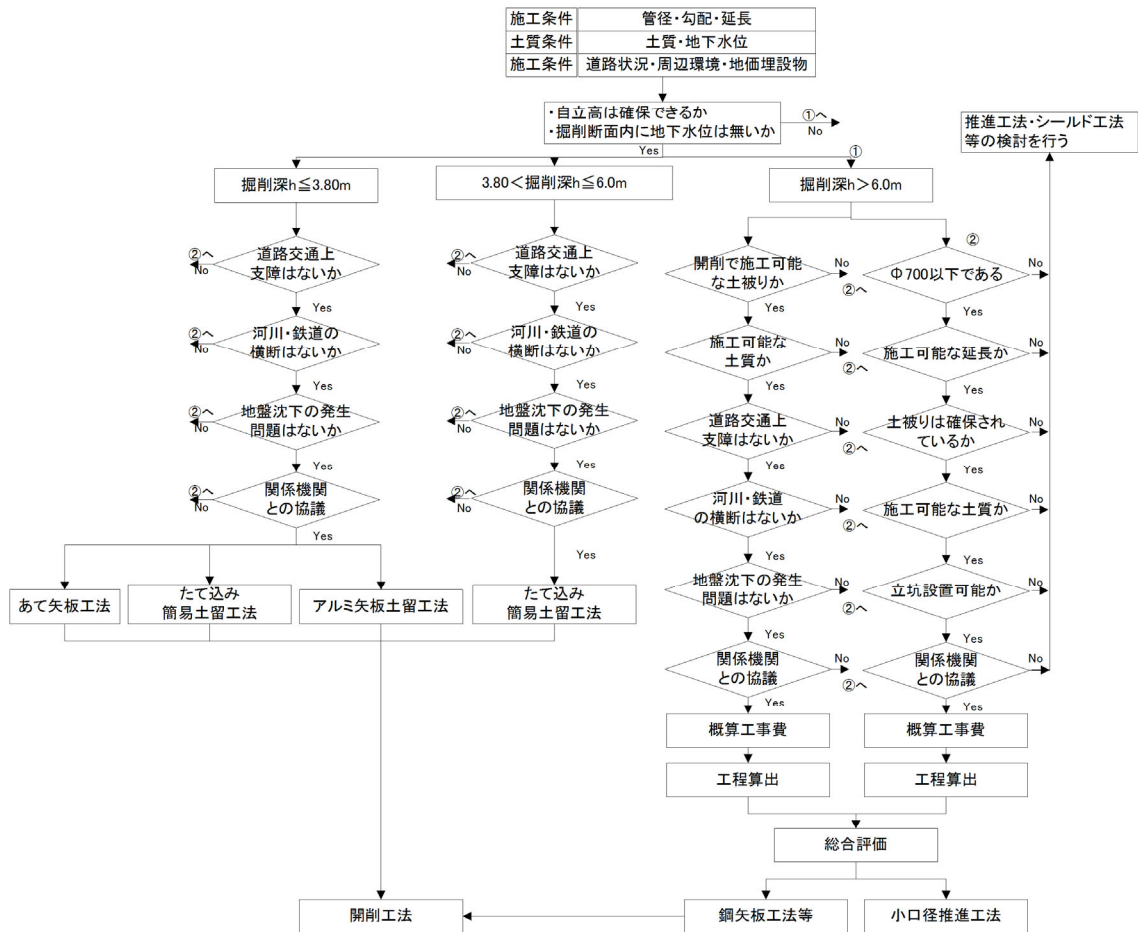 施工条件 管径・勾配・延長
土質条件 土質・地下水位
施工条件 道路状況・周辺環境・地価埋設物
・自立高は確保できるか
・掘削断面内に地下水位は無いか
①へ
No
Yes
①
推進工法・シールド工法
等の検討を行う
掘削深h≦3.80m
3.80<掘削深h≦6.0m
掘削深h>6.0m
②へ
No
道路交通上
支障はないか
Yes
②へ
No
河川・鉄道の
横断はないか
Yes
②へ
No
地盤沈下の発生
問題はないか
Yes
②へ
No
関係機関
との協議
Yes
あて矢板工法
たて込み
簡易土留工法
アルミ矢板土留工法
②へ
No
道路交通上
支障はないか
Yes
②へ
No
河川・鉄道の
横断はないか
Yes
②へ
No
地盤沈下の発生
問題はないか
Yes
②へ
No
関係機関
との協議
Yes
たて込み
簡易土留工法
開削で施工可能
な土被りか
No
②へ
Yes
施工可能な
土質か
No
②へ
Yes
道路交通上
支障はないか
No
②へ
Yes
河川・鉄道
の横断はないか
No
②へ
Yes
地盤沈下の発生
問題はないか
No
②へ
Yes
関係機関
との協議
No
②へ
Yes
概算工事費
工程算出
②
Φ700以下である
No
Yes
施工可能な延長か
No
Yes
土被りは確保され
ているか
No
Yes
施工可能な土質か
No
Yes
立坑設置可能か
No
Yes
関係機関
との協議
No
Yes
概算工事費
工程算出
総合評価
開削工法
鋼矢板工法等
小口径推進工法